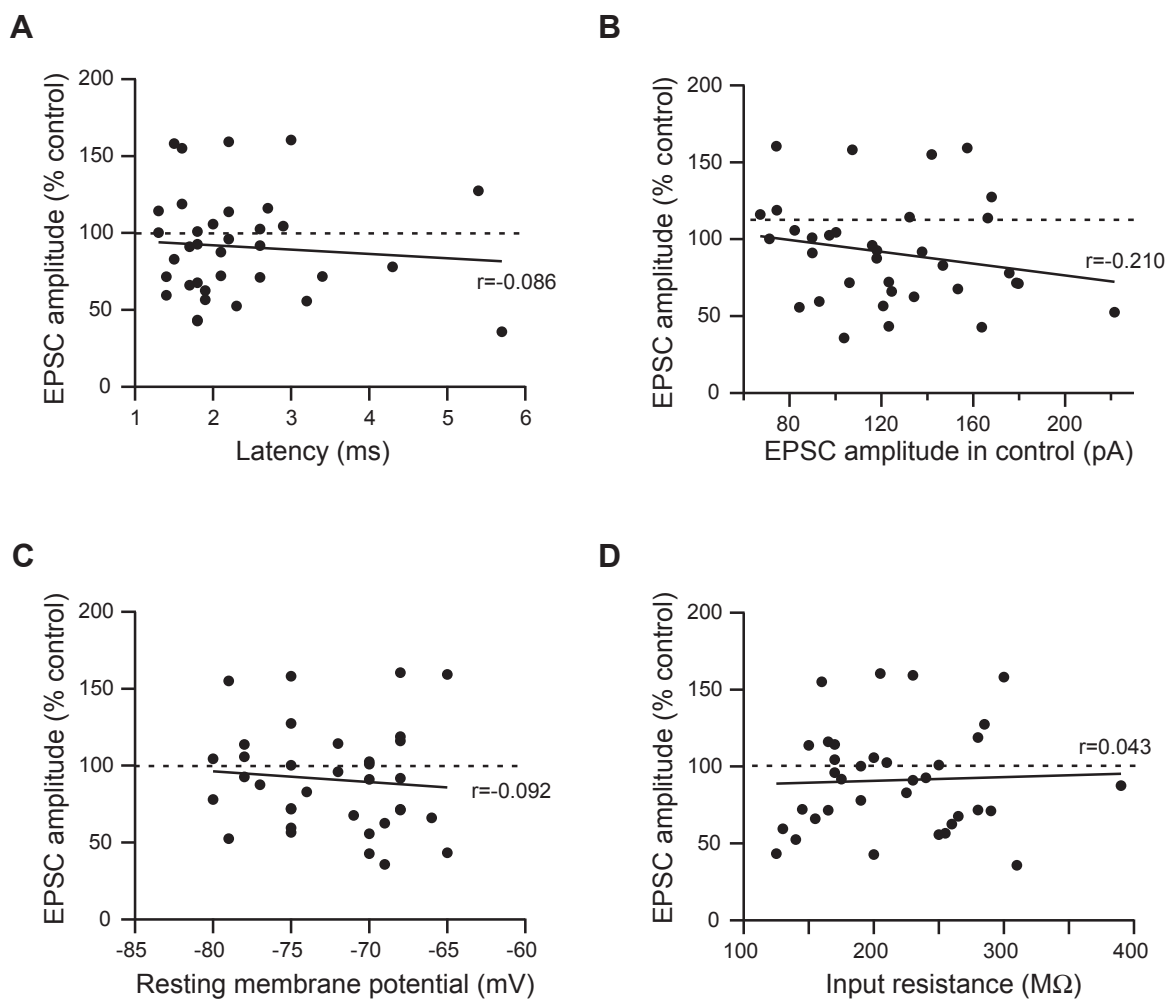 A
EPSC amplitude (% control)
200
150
100
50
0
r=-0.086
1 2 3 4 5 6
Latency (ms)
B
EPSC amplitude (% control)
200
150
100
50
0
r=-0.210
80 120 160 200
EPSC amplitude in control (pA)
C
EPSC amplitude (% control)
200
150
100
50
0
r=-0.092
-85 -80 -75 -70 -65 -60
Resting membrane potential (mV)
D
EPSC amplitude (% control)
200
150
100
50
0
r=0.043
100 200 300 400
Input resistance (MΩ)